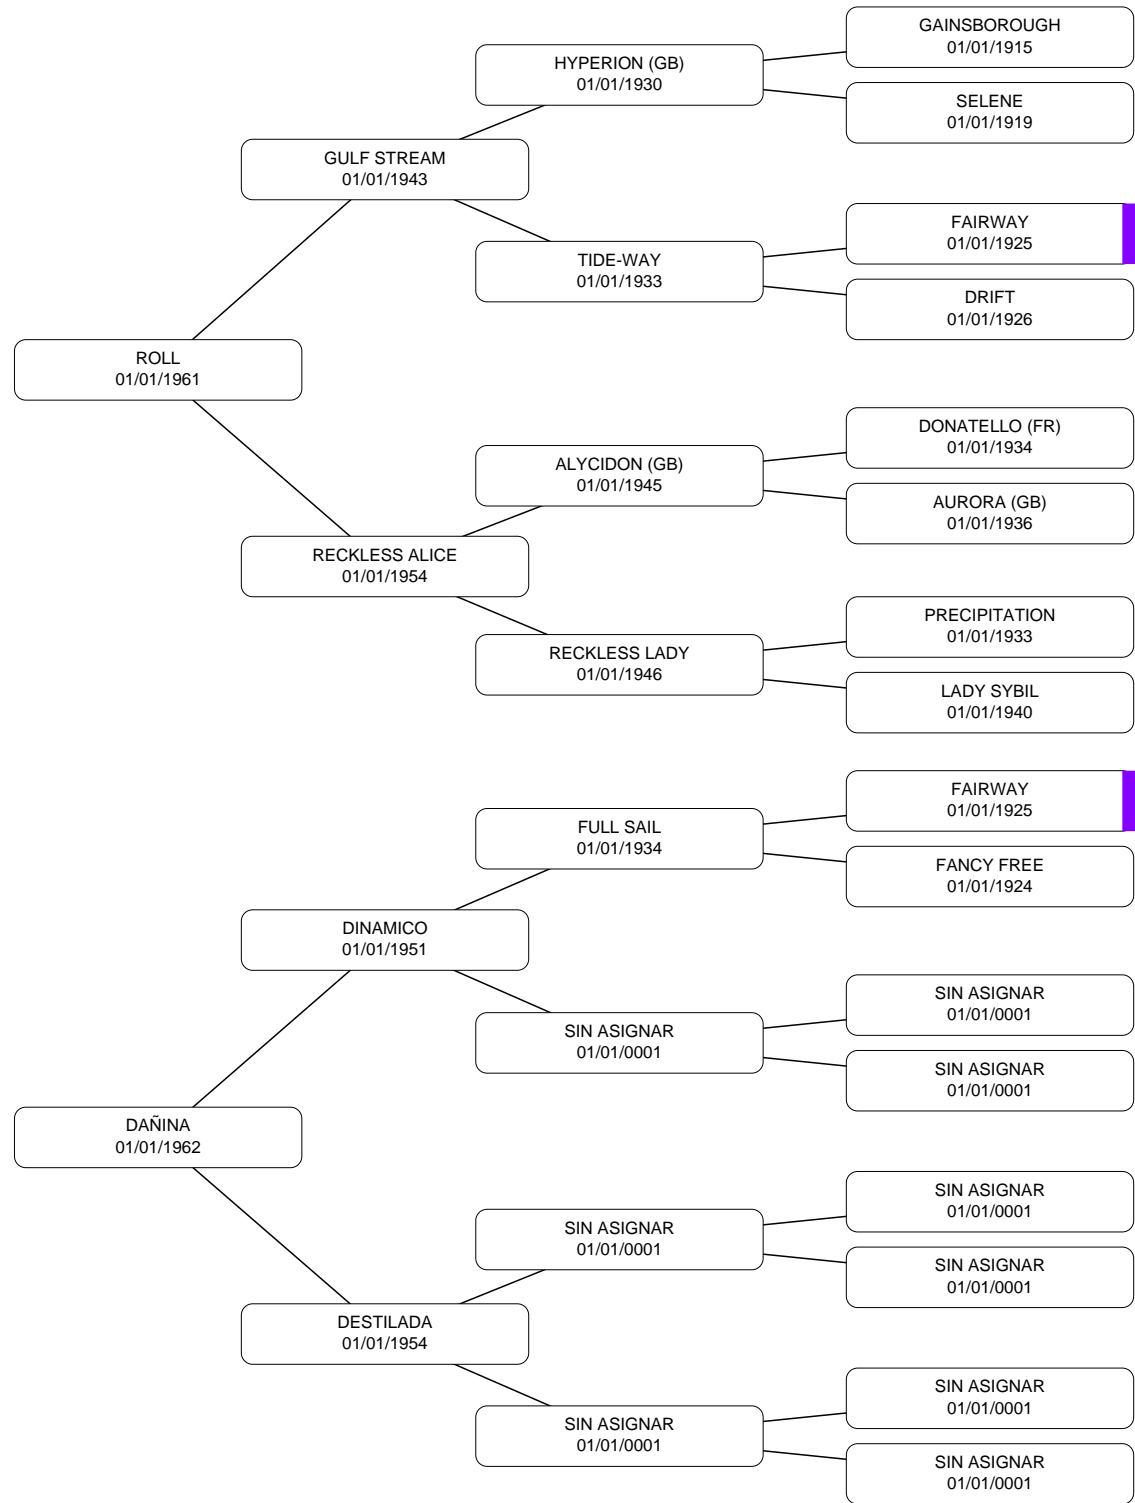 GAINSBOROUGH
01/01/1915
HYPERION (GB)
01/01/1930
SELENE
01/01/1919
GULF STREAM
01/01/1943
FAIRWAY
01/01/1925
TIDE-WAY
01/01/1933
DRIFT
01/01/1926
ROLL
01/01/1961
DONATELLO (FR)
01/01/1934
ALYCIDON (GB)
01/01/1945
AURORA (GB)
01/01/1936
RECKLESS ALICE
01/01/1954
PRECIPITATION
01/01/1933
RECKLESS LADY
01/01/1946
LADY SYBIL
01/01/1940
FAIRWAY
01/01/1925
FULL SAIL
01/01/1934
FANCY FREE
01/01/1924
DINAMICO
01/01/1951
SIN ASIGNAR
01/01/0001
SIN ASIGNAR
01/01/0001
SIN ASIGNAR
01/01/0001
DAÑINA
01/01/1962
SIN ASIGNAR
01/01/0001
SIN ASIGNAR
01/01/0001
SIN ASIGNAR
01/01/0001
DESTILADA
01/01/1954
SIN ASIGNAR
01/01/0001
SIN ASIGNAR
01/01/0001
SIN ASIGNAR
01/01/0001